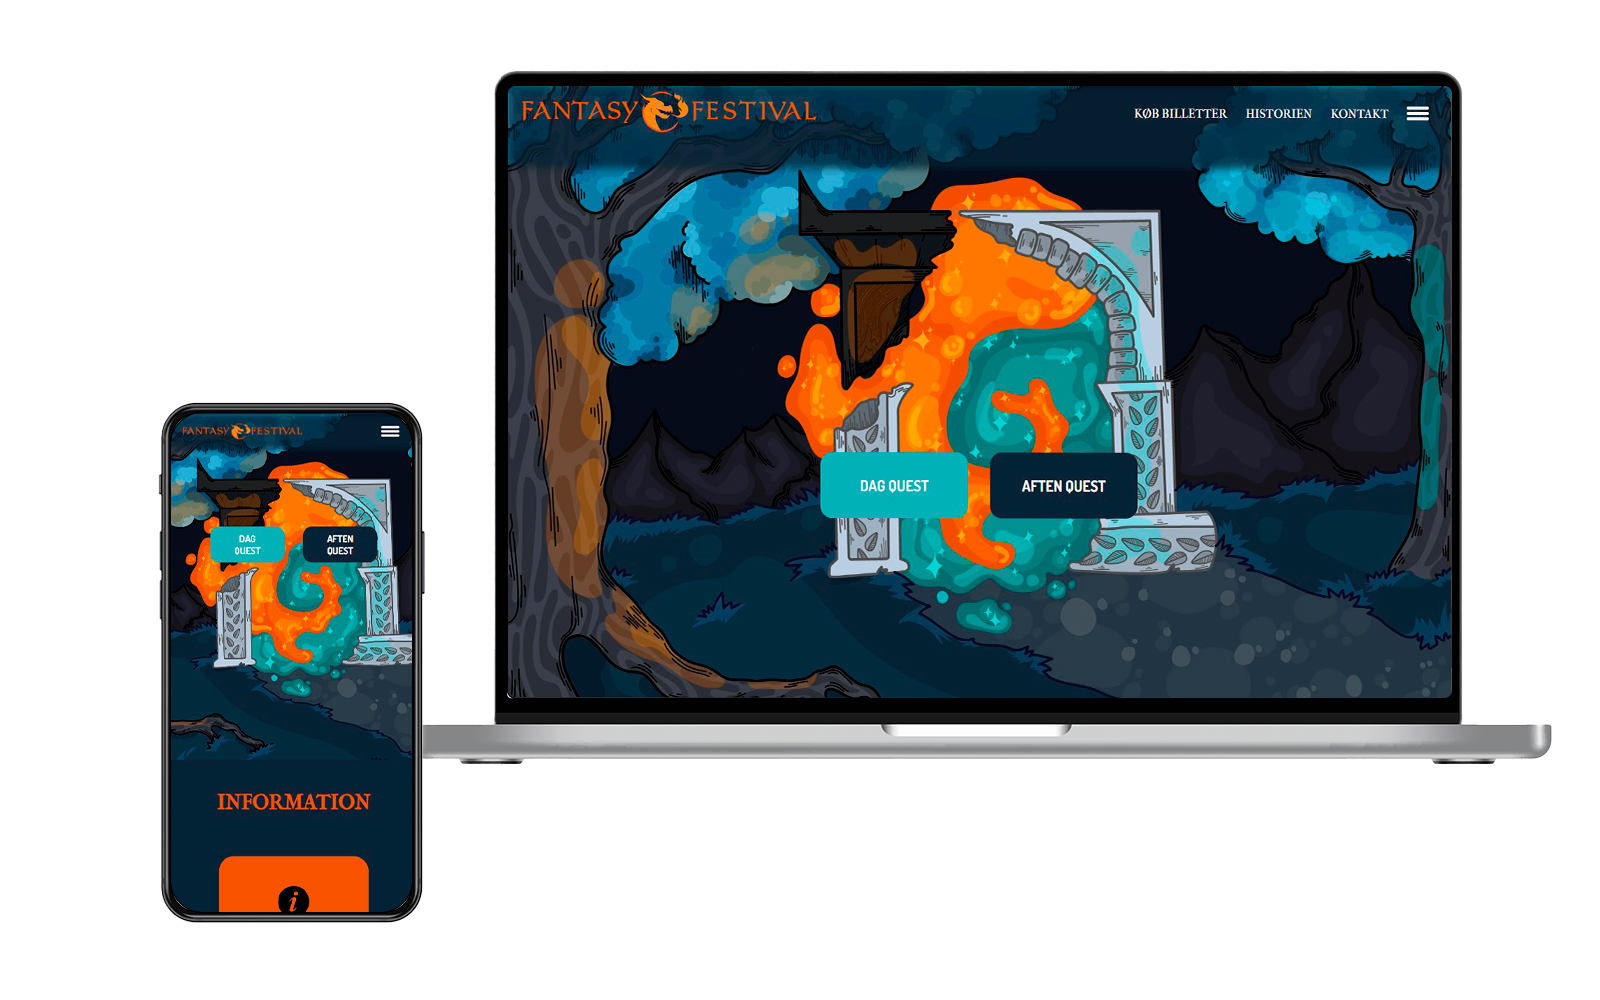 FANTASY FESTIVAL
KØB BILLETTER HISTORIEN KONTAKT
DAG QUEST
AFTEN QUEST
FANTASY FESTIVAL
DAG
QUEST
AFTEN
QUEST
INFORMATION
i